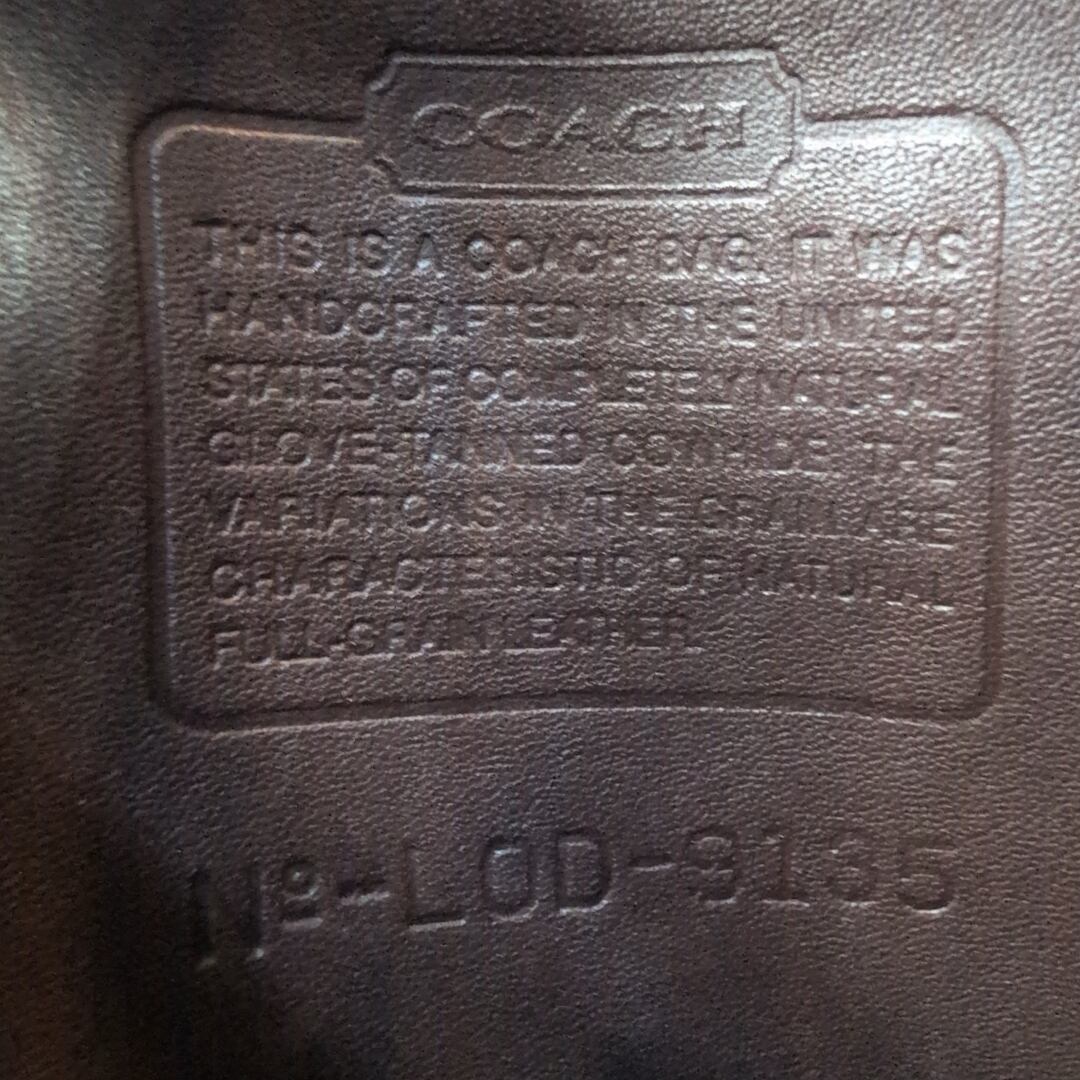 COACH
THIS IS A COACH BAG. IT WAS
HANDCRAFTED IN THE UNITED
STATES OF COMPLETELY NATURAL
GLOVE-TANNED COWHIDE. THE
VARIATIONS IN THE GRAIN ARE
CHARACTERISTIC OF NATURAL
FULL-GRAIN LEATHER.
Nº-LOD-9135